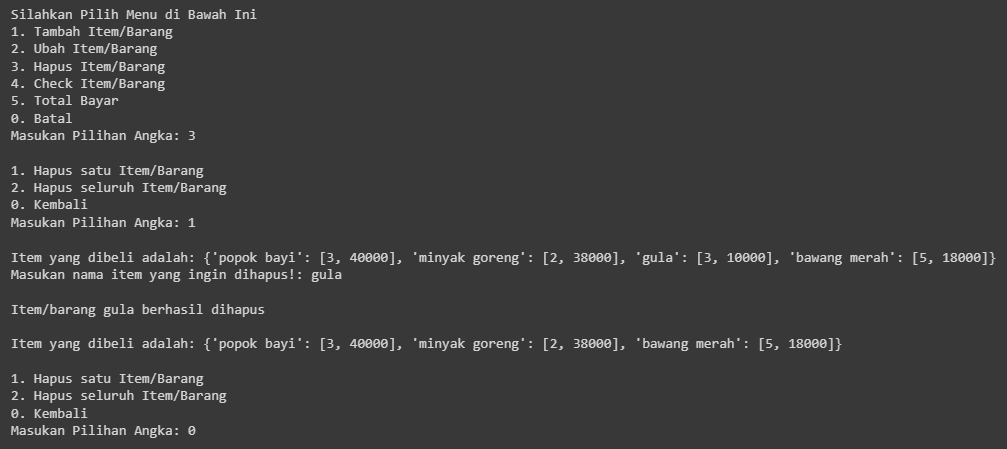 Silahkan Pilih Menu di Bawah Ini
1. Tambah Item/Barang
2. Ubah Item/Barang
3. Hapus Item/Barang
4. Check Item/Barang
5. Total Bayar
0. Batal
Masukan Pilihan Angka: 3
1. Hapus satu Item/Barang
2. Hapus seluruh Item/Barang
0. Kembali
Masukan Pilihan Angka: 1
Item yang dibeli adalah: {'popok bayi': [3, 40000], 'minyak goreng': [2, 38000], 'gula': [3, 10000], 'bawang merah': [5, 18000]}
Masukan nama item yang ingin dihapus!: gula
Item/barang gula berhasil dihapus
Item yang dibeli adalah: {'popok bayi': [3, 40000], 'minyak goreng': [2, 38000], 'bawang merah': [5, 18000]}
1. Hapus satu Item/Barang
2. Hapus seluruh Item/Barang
0. Kembali
Masukan Pilihan Angka: 0